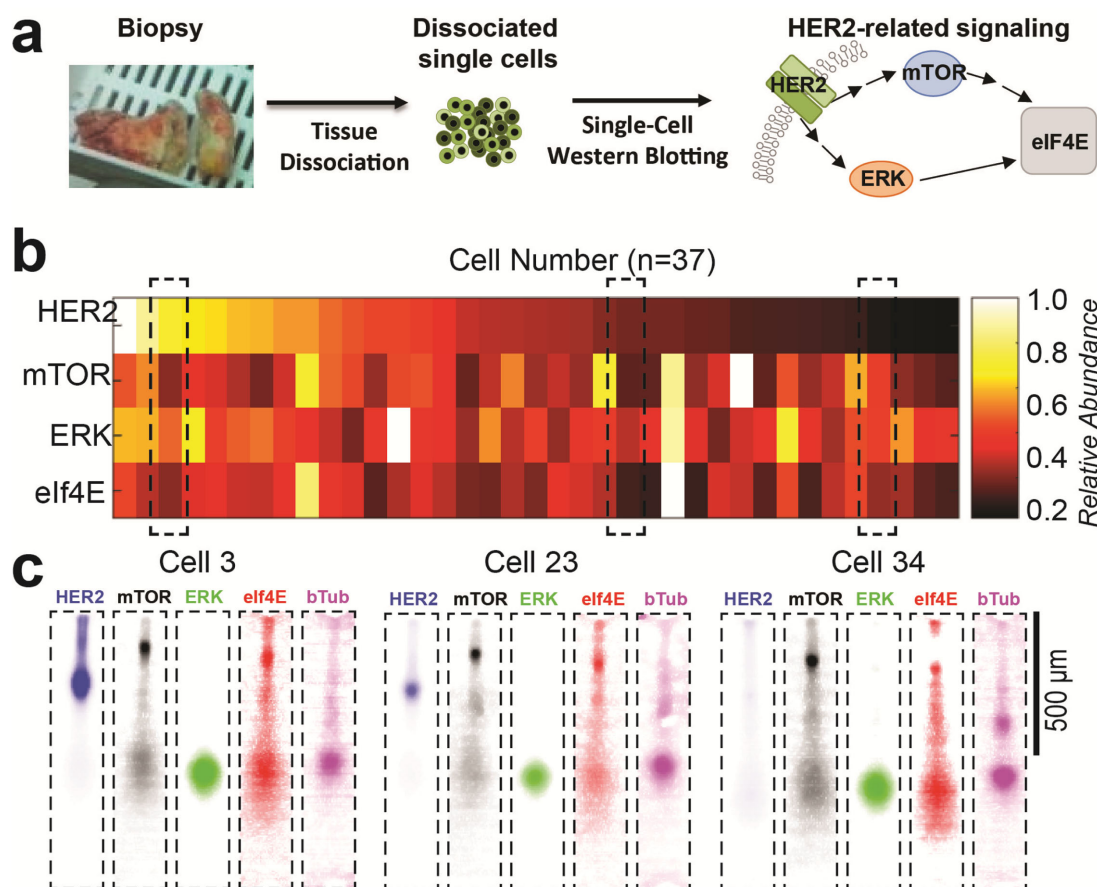 a
Biopsy
Tissue
Dissociation
Dissociated
single cells
Single-Cell
Western Blotting
HER2-related signaling
HER2
mTOR
ERK
eIF4E
b
Cell Number (n=37)
HER2
mTOR
ERK
eIf4E
1.0
0.8
0.6
0.4
0.2
Relative Abundance
c
Cell 3
Cell 23
Cell 34
HER2 mTOR ERK eIf4E bTub
HER2 mTOR ERK eIf4E bTub
HER2 mTOR ERK eIf4E bTub
500 µm